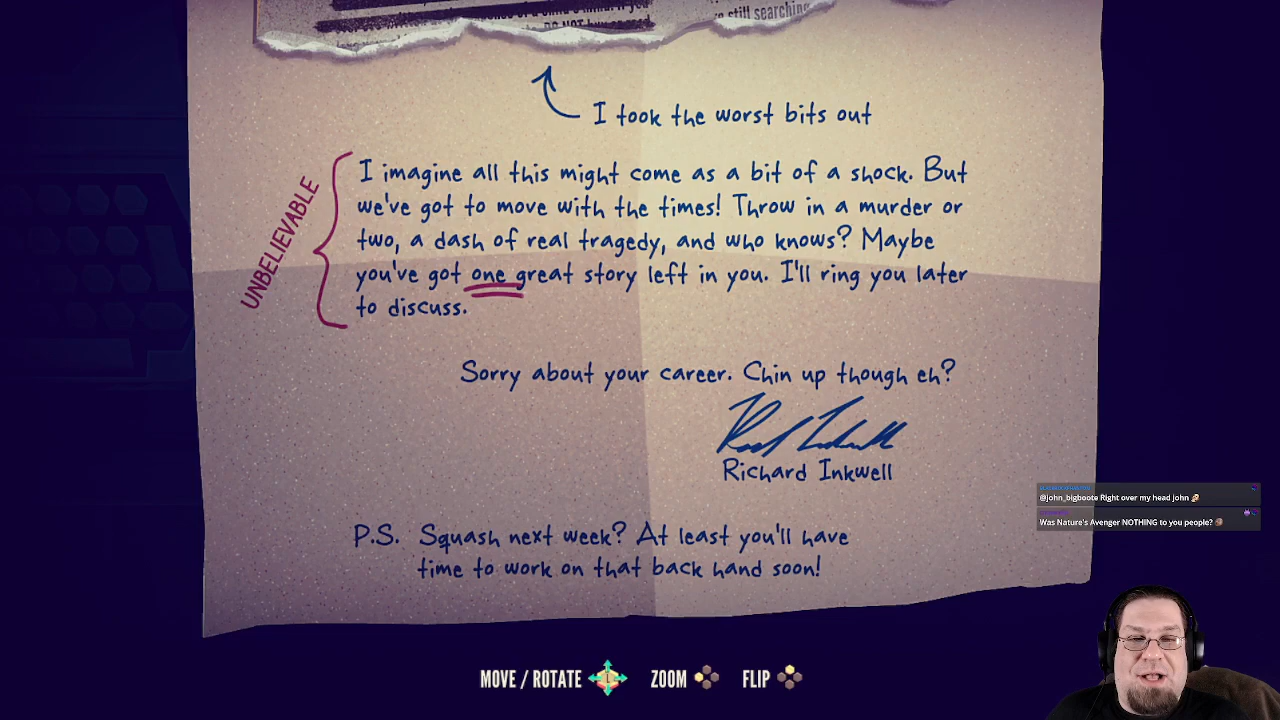 still searching
I took the worst bits out
UNBELIEVABLE
I imagine all this might come as a bit of a shock. But
we've got to move with the times! Throw in a murder or
two, a dash of real tragedy, and who knows? Maybe
you've got one great story left in you. I'll ring you later
to discuss.
Sorry about your career. Chin up though eh?
Richard Inkwell
P.S. Squash next week? At least you'll have
time to work on that back hand soon!
@john_bigboote Right over my head john
Was Nature's Avenger NOTHING to you people?
MOVE / ROTATE L ZOOM FLIP